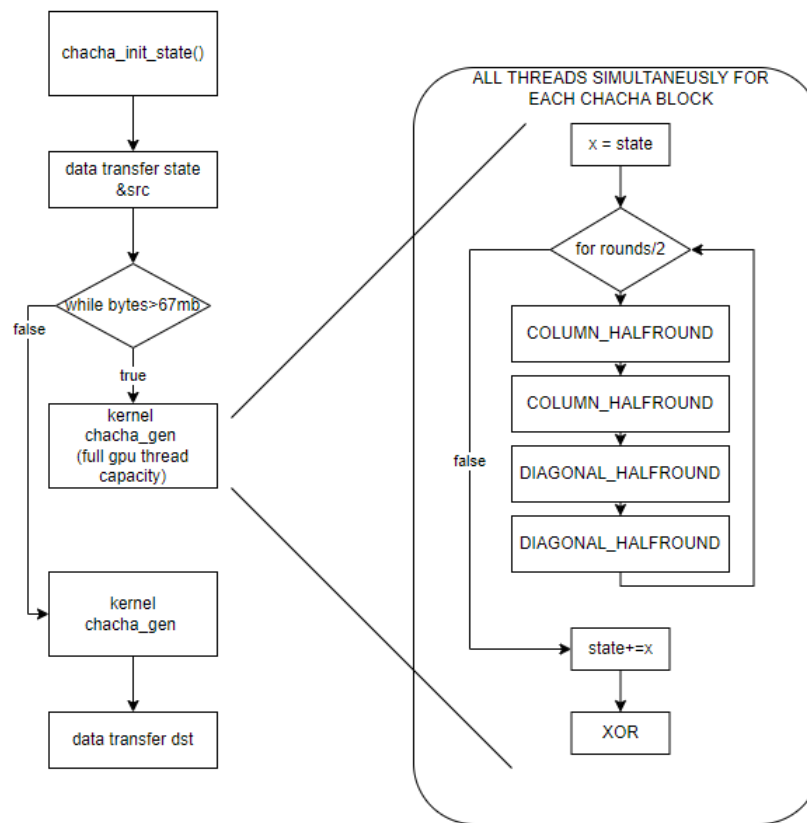 chacha_init_state()
data transfer state
&src
while bytes>67mb
false
true
kernel
chacha_gen
(full gpu thread
capacity)
kernel
chacha_gen
data transfer dst
ALL THREADS SIMULTANEUSLY FOR
EACH CHACHA BLOCK
x = state
for rounds/2
COLUMN_HALFROUND
COLUMN_HALFROUND
false
DIAGONAL_HALFROUND
DIAGONAL_HALFROUND
state+=x
XOR